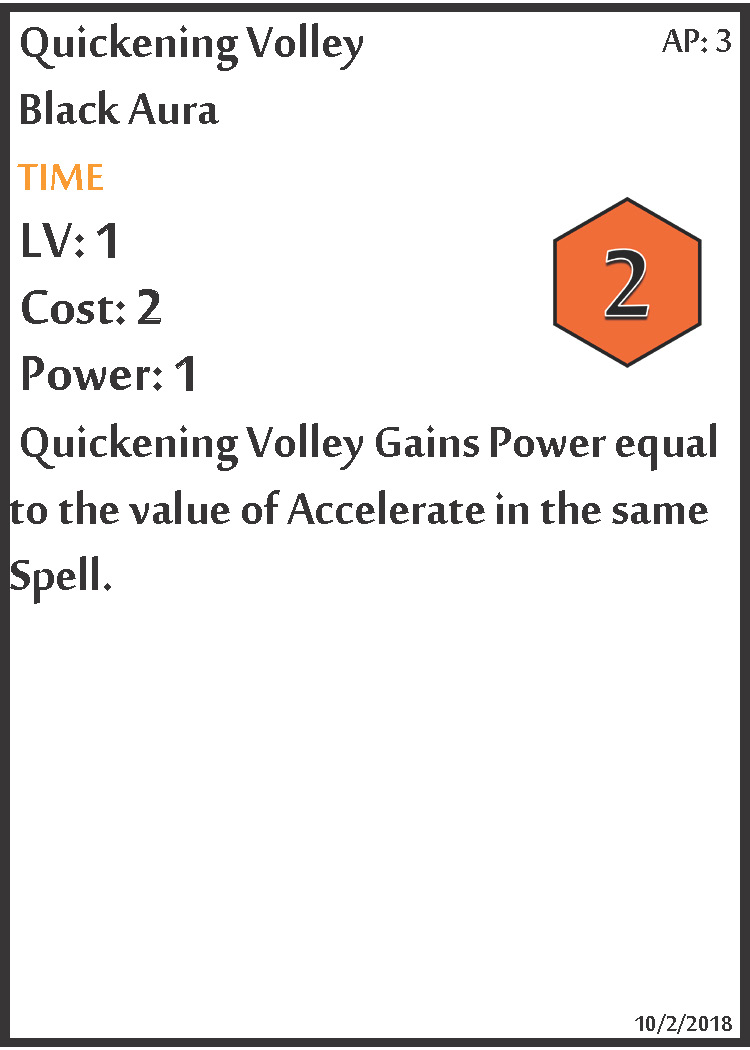 Quickening Volley
AP: 3
Black Aura
TIME
LV: 1
Cost: 2
2
Power: 1
Quickening Volley Gains Power equal
to the value of Accelerate in the same
Spell.
10/2/2018